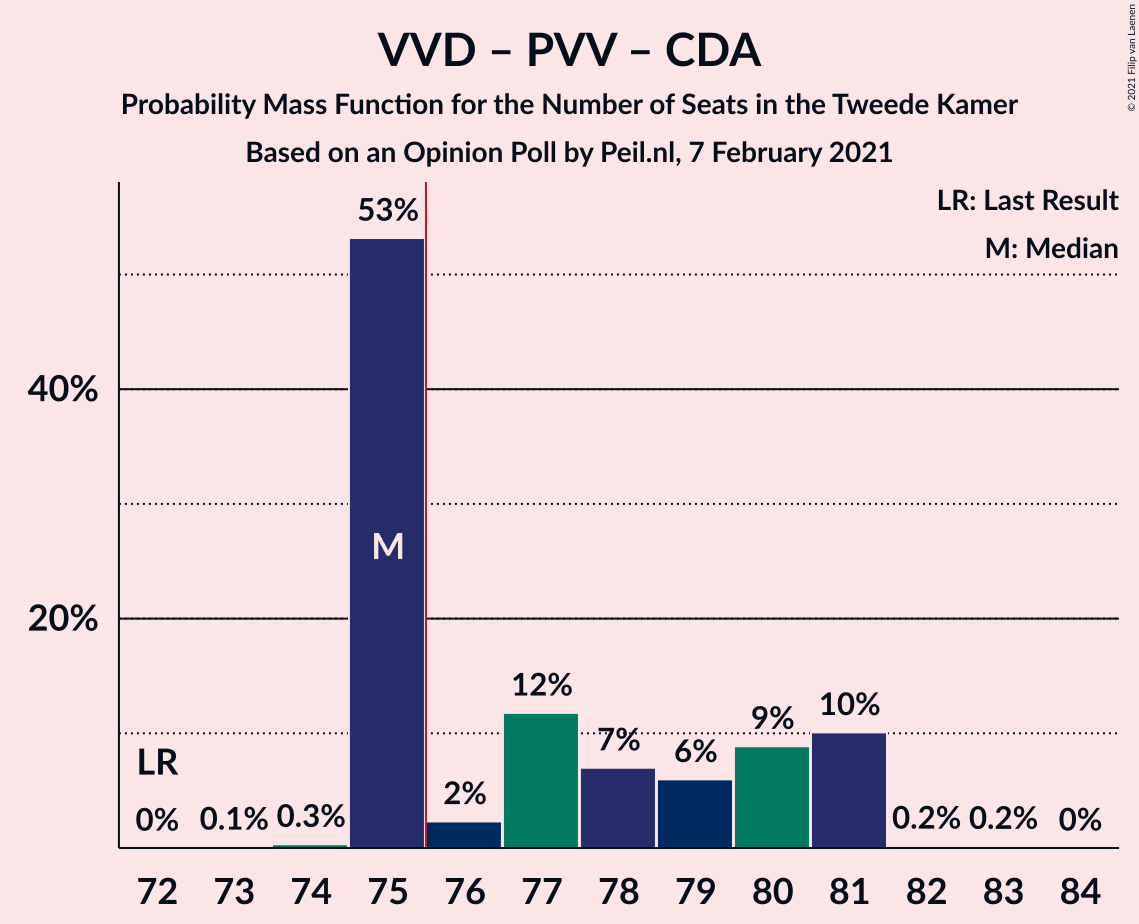 VVD – PVV – CDA
Probability Mass Function for the Number of Seats in the Tweede Kamer
Based on an Opinion Poll by Peil.nl, 7 February 2021
© 2021 Filip van Laenen
LR: Last Result
M: Median
53%
40%
M
20%
12%
10%
9%
7%
6%
LR
2%
0% 0.1% 0.3% 0.2% 0.2% 0%
72 73 74 75 76 77 78 79 80 81 82 83 84